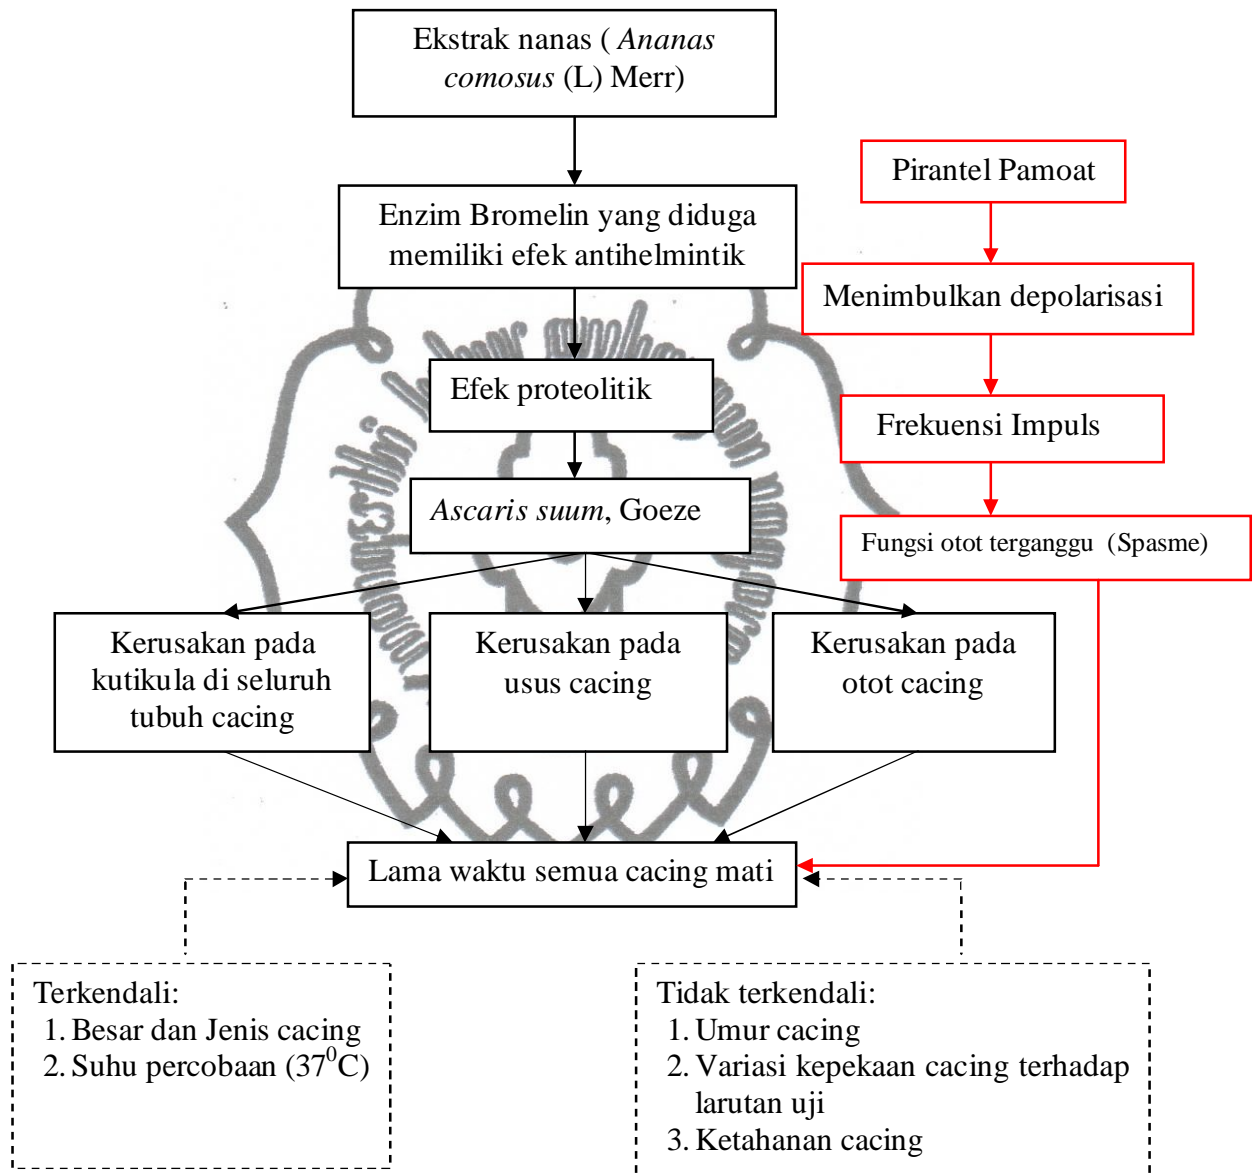 Ekstrak nanas ( Ananas
comosus (L) Merr)
Pirantel Pamoat
Enzim Bromelin yang diduga
memiliki efek antihelmintik
Menimbulkan depolarisasi
Efek proteolitik
Frekuensi Impuls
Ascaris suum, Goeze
Fungsi otot terganggu (Spasme)
Kerusakan pada
kutikula di seluruh
tubuh cacing
Kerusakan pada
usus cacing
Kerusakan pada
otot cacing
Lama waktu semua cacing mati
Terkendali:
1. Besar dan Jenis cacing
2. Suhu percobaan (37⁰C)
Tidak terkendali:
1. Umur cacing
2. Variasi kepekaan cacing terhadap
larutan uji
3. Ketahanan cacing